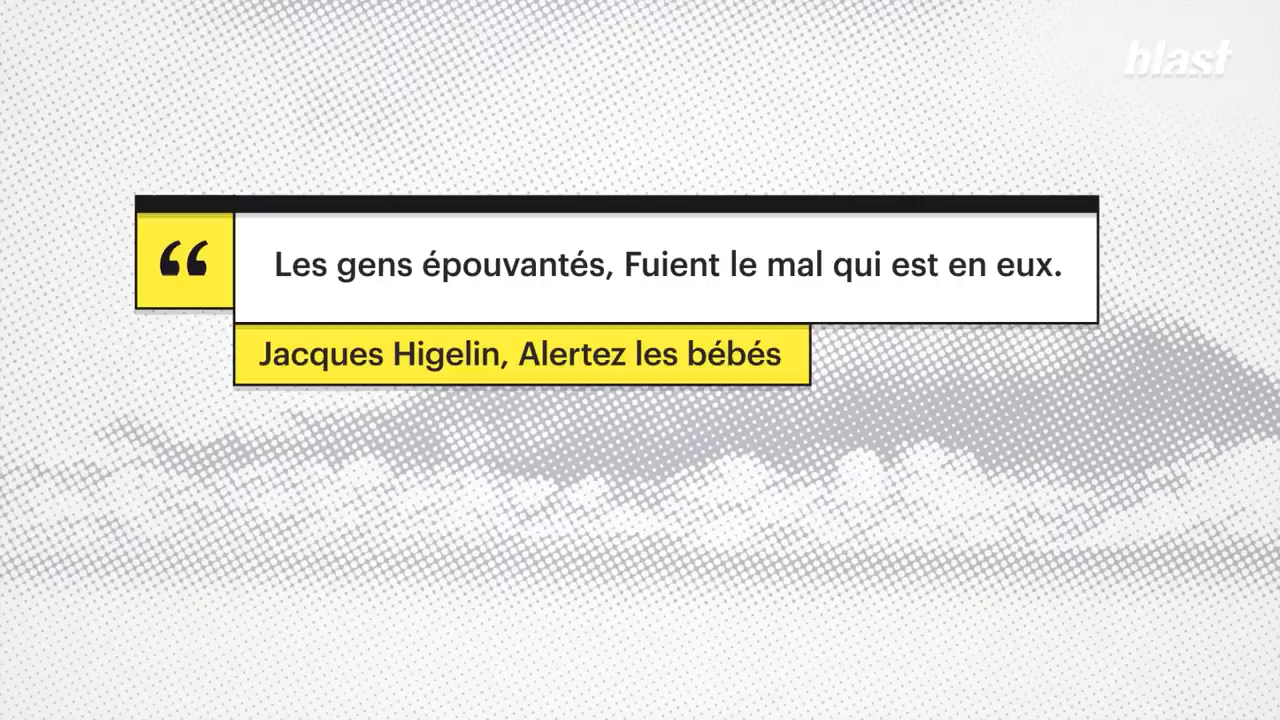 blast
“
Les gens épouvantés, Fuient le mal qui est en eux.
Jacques Higelin, Alertez les bébés